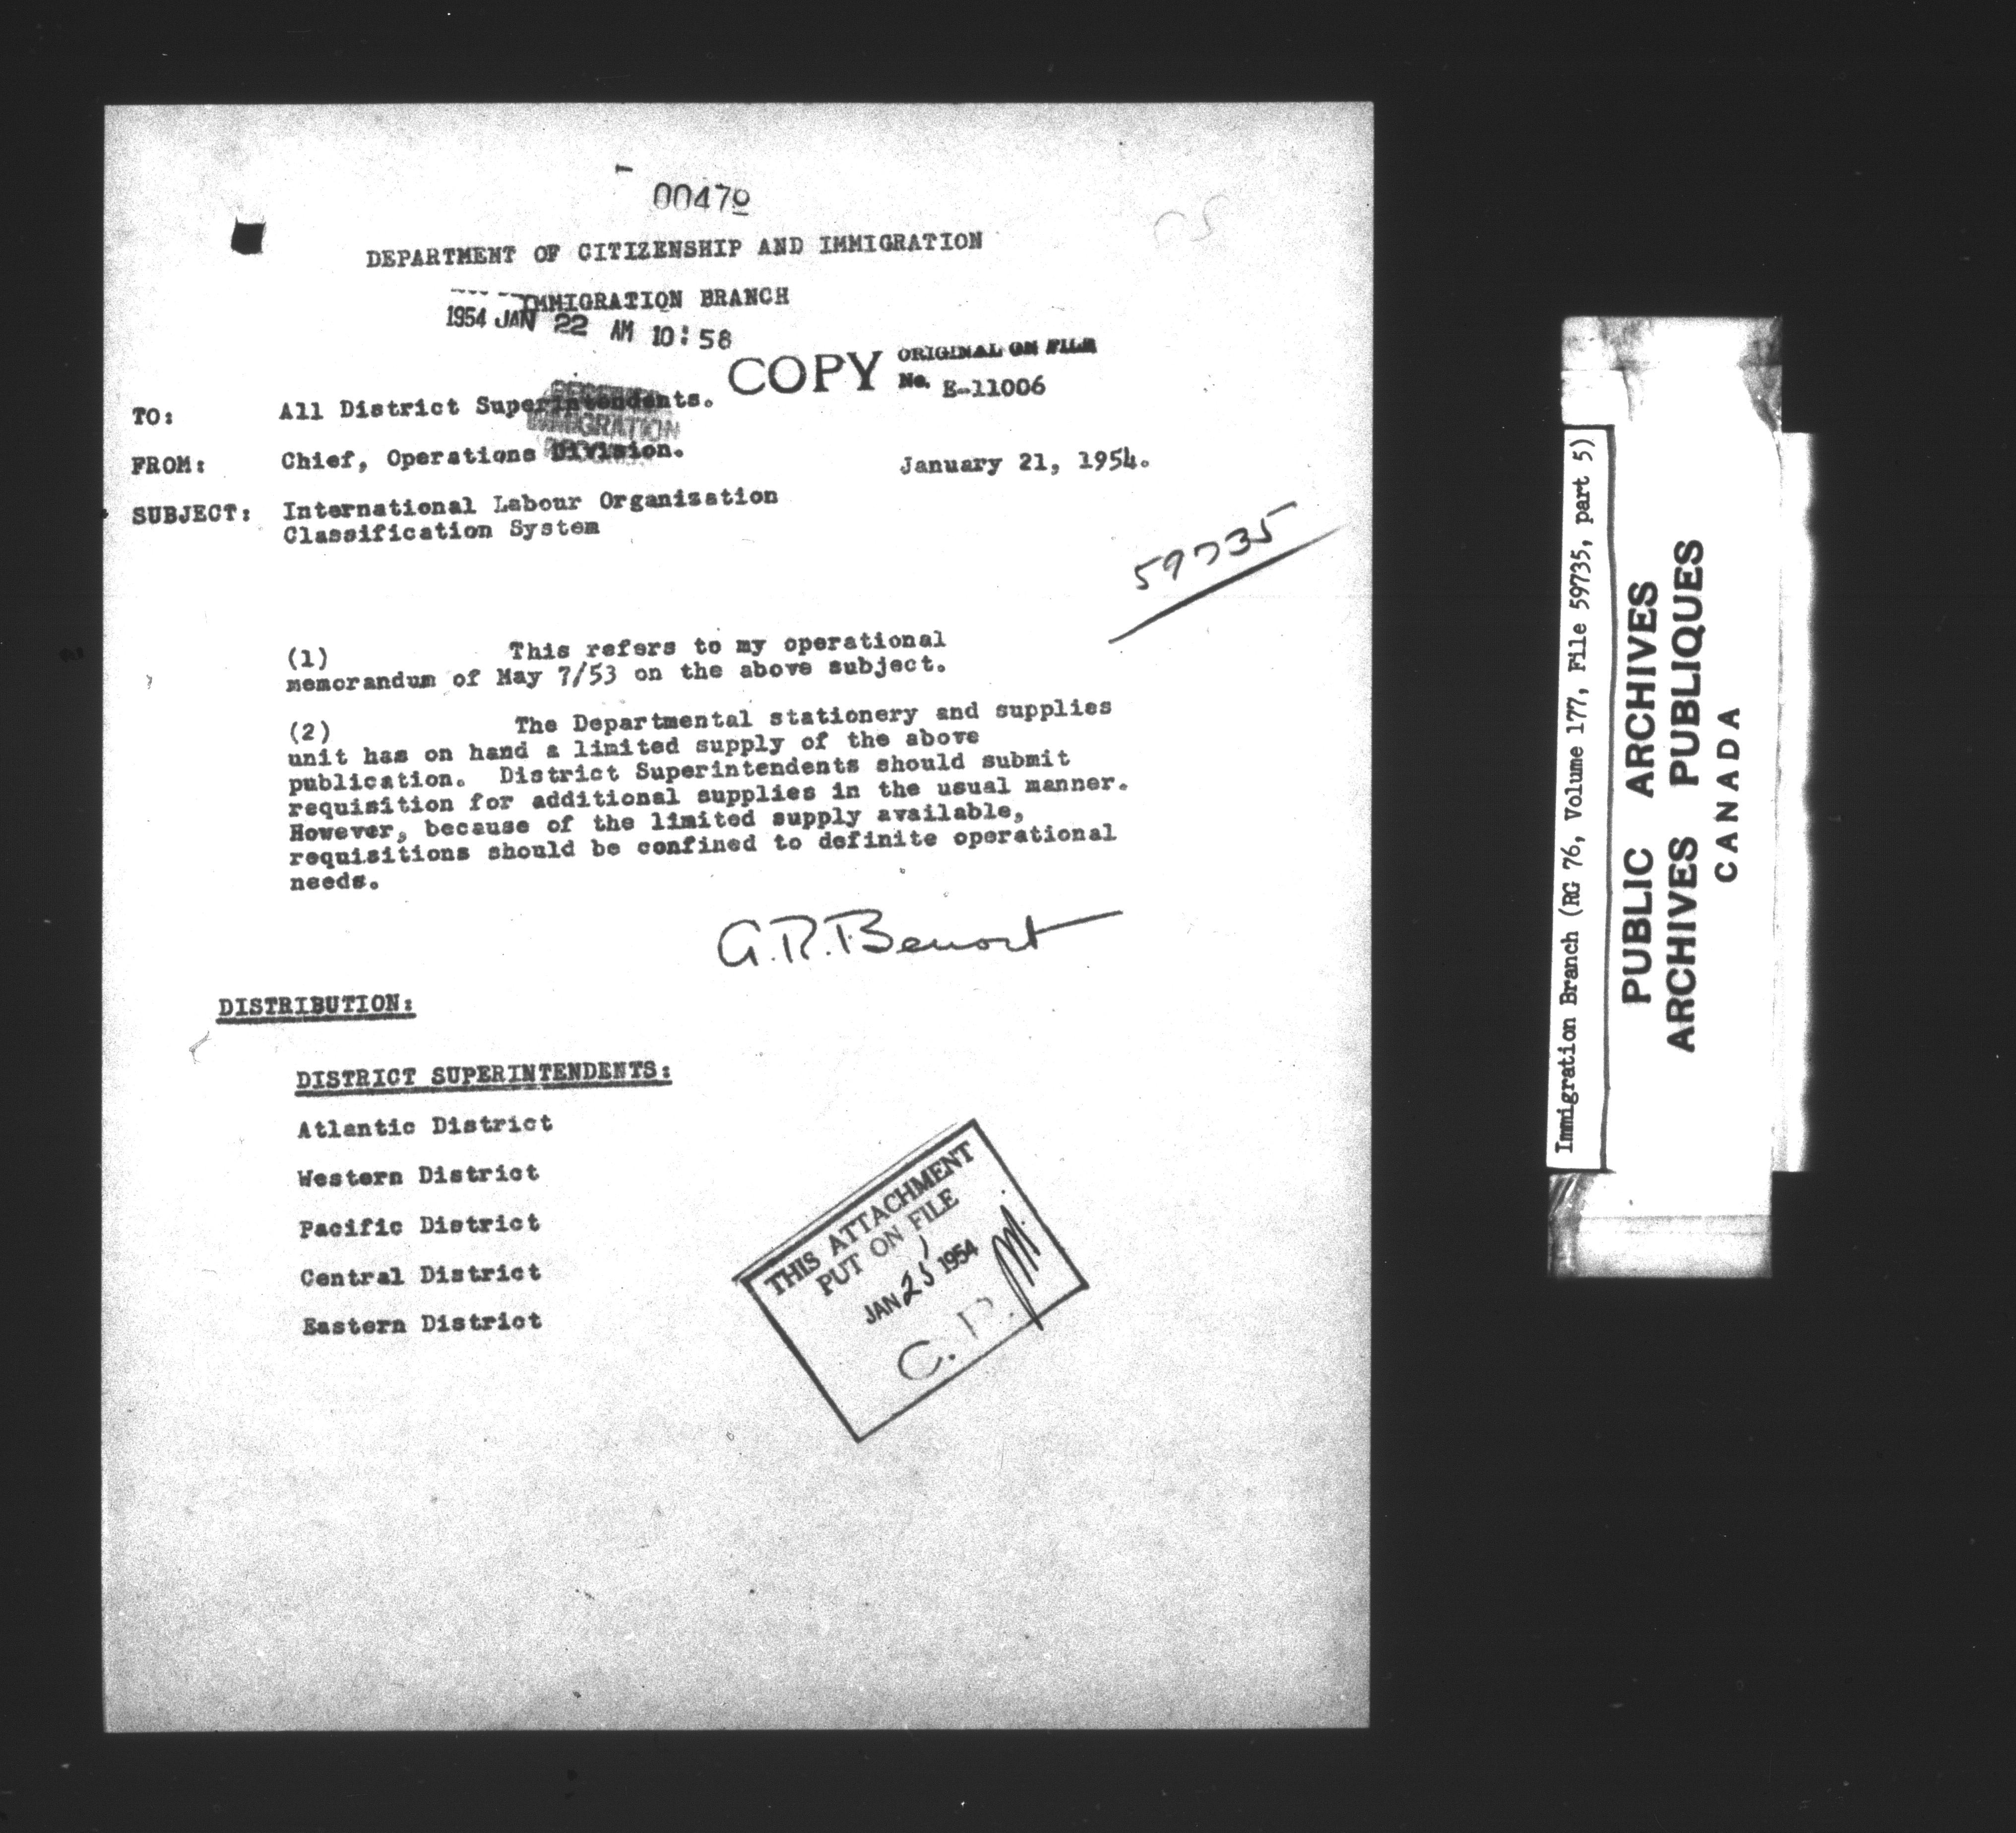 00479
DEPARTMENT OF CITIZENSHIP AND IMMIGRATION
IMMIGRATION BRANCH
1954 JAN 22 AM 10:58
COPY
ORIGINAL ON FILE
No. E-11006
TO: All District Superintendents.
IMMIGRATION
FROM: Chief, Operations Division.
January 21, 1954.
SUBJECT: International Labour Organization
Classification System
59735
(1) This refers to my operational
memorandum of May 7/53 on the above subject.
(2) The Departmental stationery and supplies
unit has on hand a limited supply of the above
publication. District Superintendents should submit
requisition for additional supplies in the usual manner.
However, because of the limited supply available,
requisitions should be confined to definite operational
needs.
G.R.Benoit
DISTRIBUTION:
DISTRICT SUPERINTENDENTS:
Atlantic District
Western District
Pacific District
Central District
Eastern District
THIS ATTACHMENT
PUT ON FILE
JAN 25 1954
C.R.
Immigration Branch (RG 76, Volume 177, File 59735, part 5)
PUBLIC ARCHIVES
ARCHIVES PUBLIQUES
CANADA